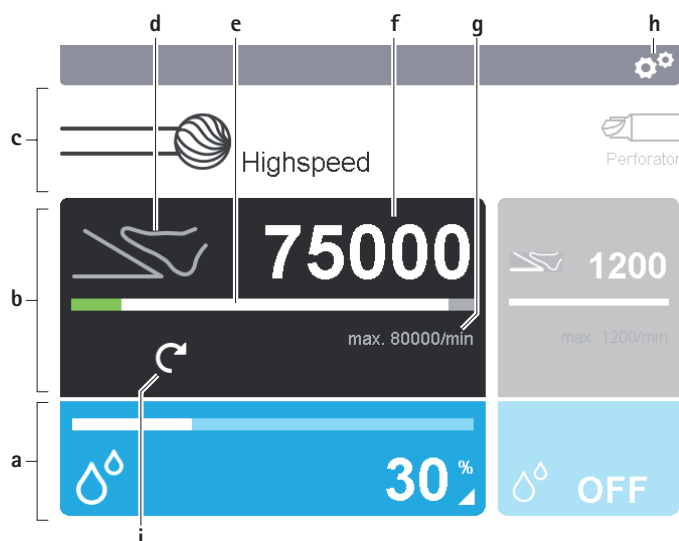 d e f g h
c
Highspeed
Perforator
b
75000
1200
max. 80000/min
max. 1200/min
a
30 %
OFF
i